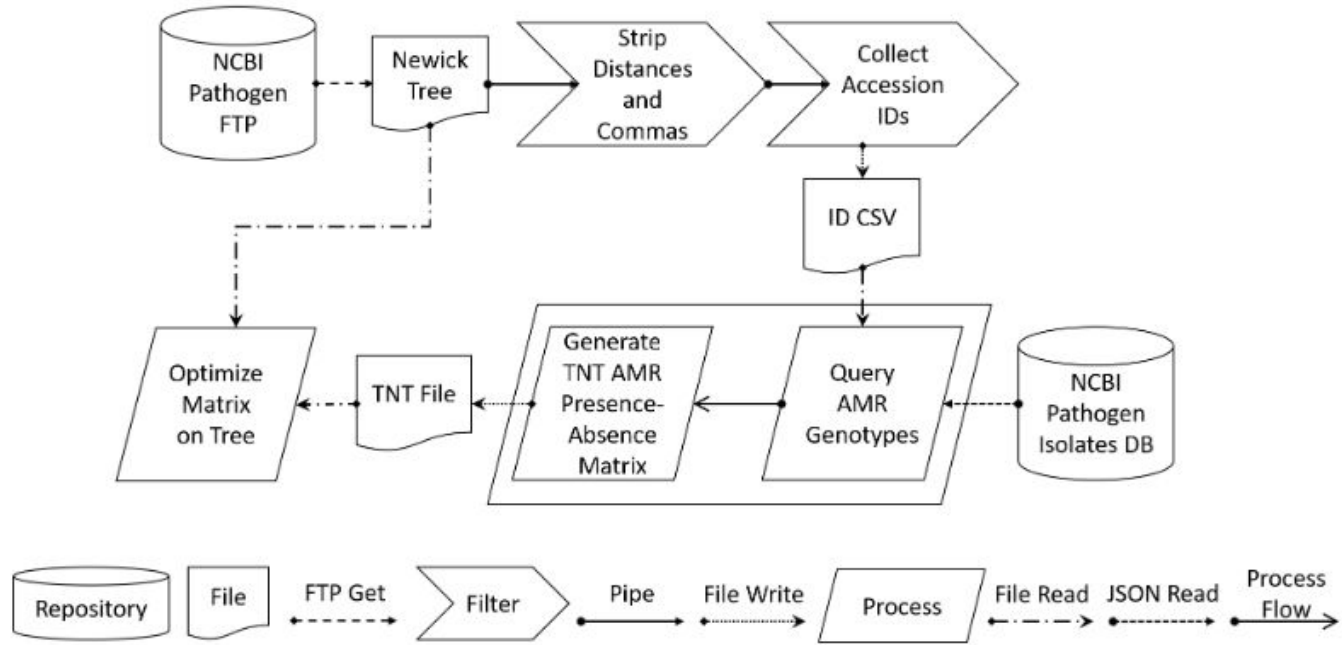 NCBI
Pathogen
FTP
Newick
Tree
Strip
Distances
and
Commas
Collect
Accession
IDs
ID CSV
Optimize
Matrix
on Tree
TNT File
Generate
TNT AMR
Presence-
Absence
Matrix
Query
AMR
Genotypes
NCBI
Pathogen
Isolates DB
Repository
File
FTP Get
Filter
Pipe
File Write
Process
File Read
JSON Read
Process
Flow